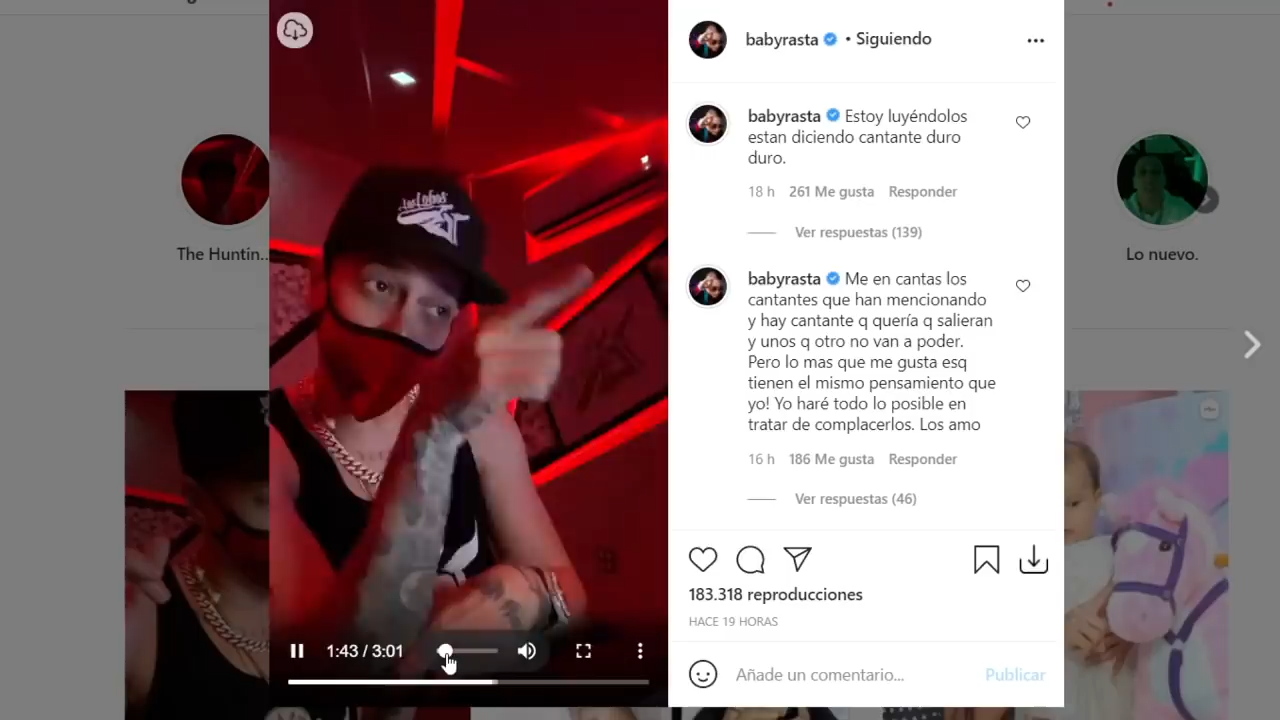 babyrasta • Siguiendo
babyrasta Estoy luyéndolos
estan diciendo cantante duro
duro.
18 h 261 Me gusta Responder
Ver respuestas (139)
babyrasta Me en cantas los
cantantes que han mencionando
y hay cantante q quería q salieran
y unos q otro no van a poder.
Pero lo mas que me gusta esq
tienen el mismo pensamiento que
yo! Yo haré todo lo posible en
tratar de complacerlos. Los amo
16 h 186 Me gusta Responder
Ver respuestas (46)
183.318 reproducciones
HACE 19 HORAS
Añade un comentario... Publicar
Los Lobos
1:43 / 3:01
The Huntin...
Lo nuevo.